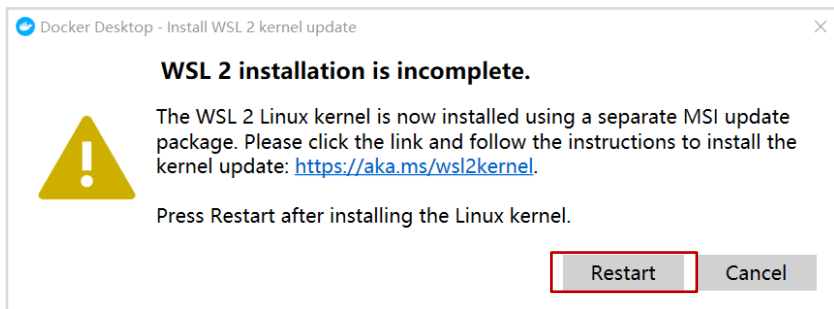 Docker Desktop - Install WSL 2 kernel update
WSL 2 installation is incomplete.
The WSL 2 Linux kernel is now installed using a separate MSI update
package. Please click the link and follow the instructions to install the
kernel update: https://aka.ms/wsl2kernel.
Press Restart after installing the Linux kernel.
Restart Cancel